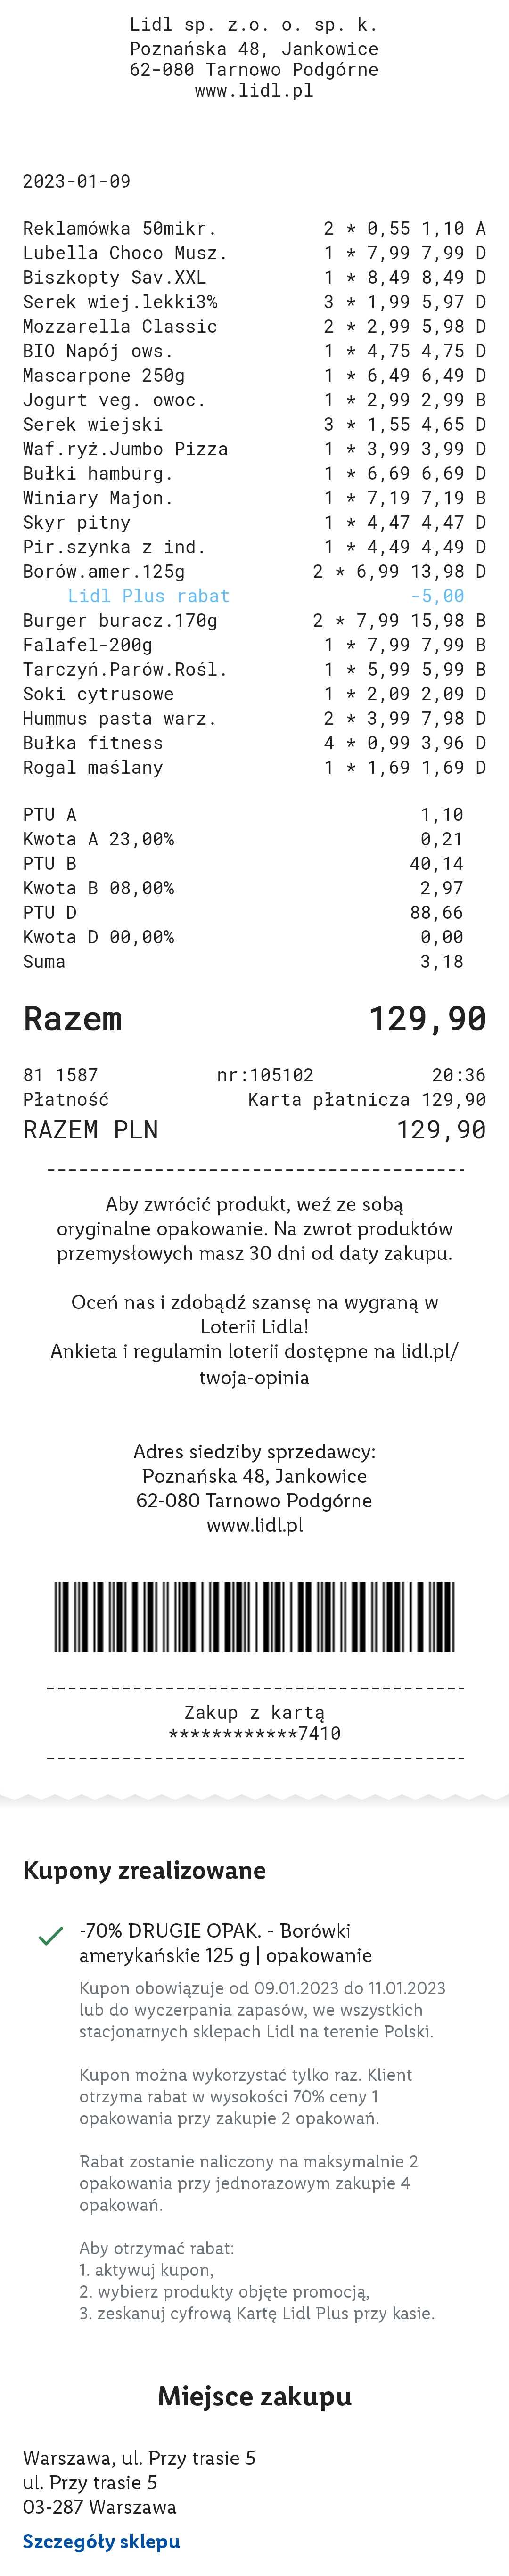 Lidl sp. z.o. o. sp. k.
Poznańska 48, Jankowice
62-080 Tarnowo Podgórne
www.lidl.pl
2023-01-09
Reklamówka 50mikr. 2 * 0,55 1,10 A
Lubella Choco Musz. 1 * 7,99 7,99 D
Biszkopty Sav.XXL 1 * 8,49 8,49 D
Serek wiej.lekki3% 3 * 1,99 5,97 D
Mozzarella Classic 2 * 2,99 5,98 D
BIO Napój ows. 1 * 4,75 4,75 D
Mascarpone 250g 1 * 6,49 6,49 D
Jogurt veg. owoc. 1 * 2,99 2,99 B
Serek wiejski 3 * 1,55 4,65 D
Waf.ryż.Jumbo Pizza 1 * 3,99 3,99 D
Bułki hamburg. 1 * 6,69 6,69 D
Winiary Majon. 1 * 7,19 7,19 B
Skyr pitny 1 * 4,47 4,47 D
Pir.szynka z ind. 1 * 4,49 4,49 D
Borów.amer.125g 2 * 6,99 13,98 D
Lidl Plus rabat -5,00
Burger buracz.170g 2 * 7,99 15,98 B
Falafel-200g 1 * 7,99 7,99 B
Tarczyń.Parów.Rośl. 1 * 5,99 5,99 B
Soki cytrusowe 1 * 2,09 2,09 D
Hummus pasta warz. 2 * 3,99 7,98 D
Bułka fitness 4 * 0,99 3,96 D
Rogal maślany 1 * 1,69 1,69 D
PTU A 1,10
Kwota A 23,00% 0,21
PTU B 40,14
Kwota B 08,00% 2,97
PTU D 88,66
Kwota D 00,00% 0,00
Suma 3,18
Razem 129,90
81 1587 nr:105102 20:36
Płatność Karta płatnicza 129,90
RAZEM PLN 129,90
Aby zwrócić produkt, weź ze sobą
oryginalne opakowanie. Na zwrot produktów
przemysłowych masz 30 dni od daty zakupu.
Oceń nas i zdobądź szansę na wygraną w
Loterii Lidla!
Ankieta i regulamin loterii dostępne na lidl.pl/
twoja-opinia
Adres siedziby sprzedawcy:
Poznańska 48, Jankowice
62-080 Tarnowo Podgórne
www.lidl.pl
Zakup z kartą
************7410
Kupony zrealizowane
-70% DRUGIE OPAK. - Borówki
amerykańskie 125 g | opakowanie
Kupon obowiązuje od 09.01.2023 do 11.01.2023
lub do wyczerpania zapasów, we wszystkich
stacjonarnych sklepach Lidl na terenie Polski.
Kupon można wykorzystać tylko raz. Klient
otrzyma rabat w wysokości 70% ceny 1
opakowania przy zakupie 2 opakowań.
Rabat zostanie naliczony na maksymalnie 2
opakowania przy jednorazowym zakupie 4
opakowań.
Aby otrzymać rabat:
1. aktywuj kupon,
2. wybierz produkty objęte promocją,
3. zeskanuj cyfrową Kartę Lidl Plus przy kasie.
Miejsce zakupu
Warszawa, ul. Przy trasie 5
ul. Przy trasie 5
03-287 Warszawa
Szczegóły sklepu